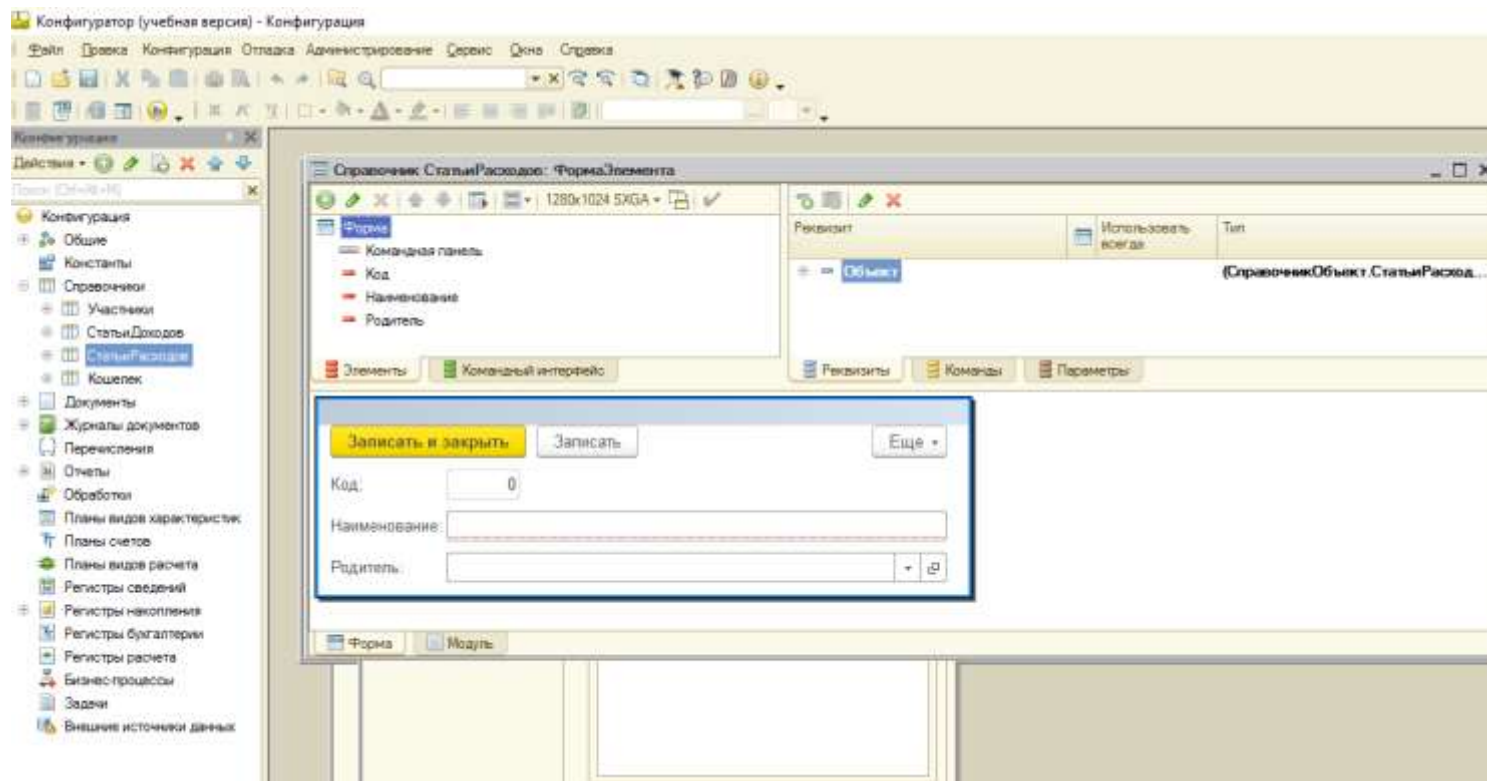 Конфигуратор (учебная версия) - Конфигурация
Файл Правка Конфигурация Отладка Администрирование Сервис Окна Справка
Конфигурация
Действия
Поиск (Ctrl+Alt+M)
Конфигурация
Общие
Константы
Справочники
Участники
СтатьиДоходов
СтатьиРасходов
Кошелек
Документы
Журналы документов
Перечисления
Отчеты
Обработки
Планы видов характеристик
Планы счетов
Планы видов расчета
Регистры сведений
Регистры накопления
Регистры бухгалтерии
Регистры расчета
Бизнес-процессы
Задачи
Внешние источники данных
Справочник СтатьиРасходов: ФормаЭлемента
1280x1024 SXGA
Форма
Командная панель
Код
Наименование
Родитель
Элементы Командный интерфейс
Реквизит Использовать всегда Тип
Объект (СправочникОбъект.СтатьиРасход...
Реквизиты Команды Параметры
Записать и закрыть Записать Еще
Код: 0
Наименование:
Родитель:
Форма Модуль